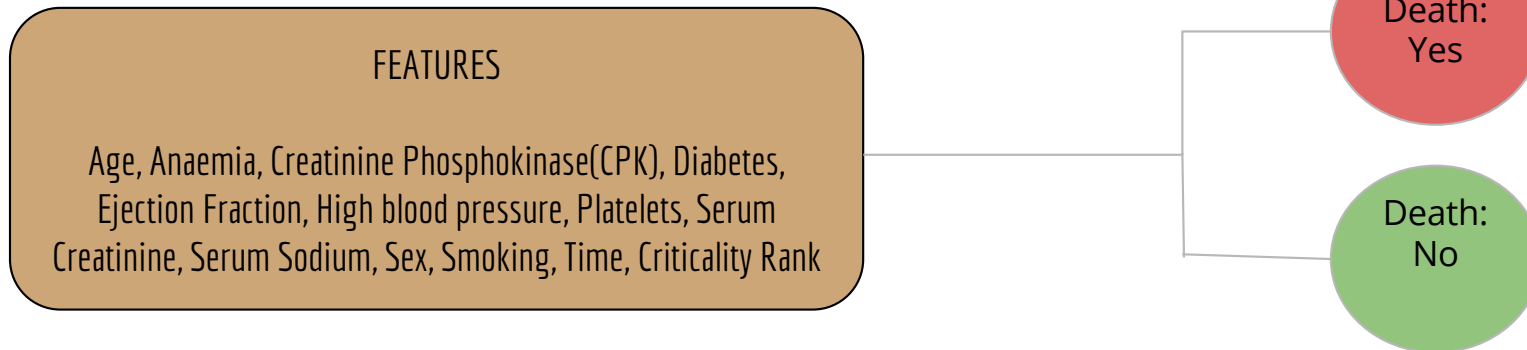 FEATURES
Age, Anaemia, Creatinine Phosphokinase(CPK), Diabetes,
Ejection Fraction, High blood pressure, Platelets, Serum
Creatinine, Serum Sodium, Sex, Smoking, Time, Criticality Rank
Death:
Yes
Death:
No